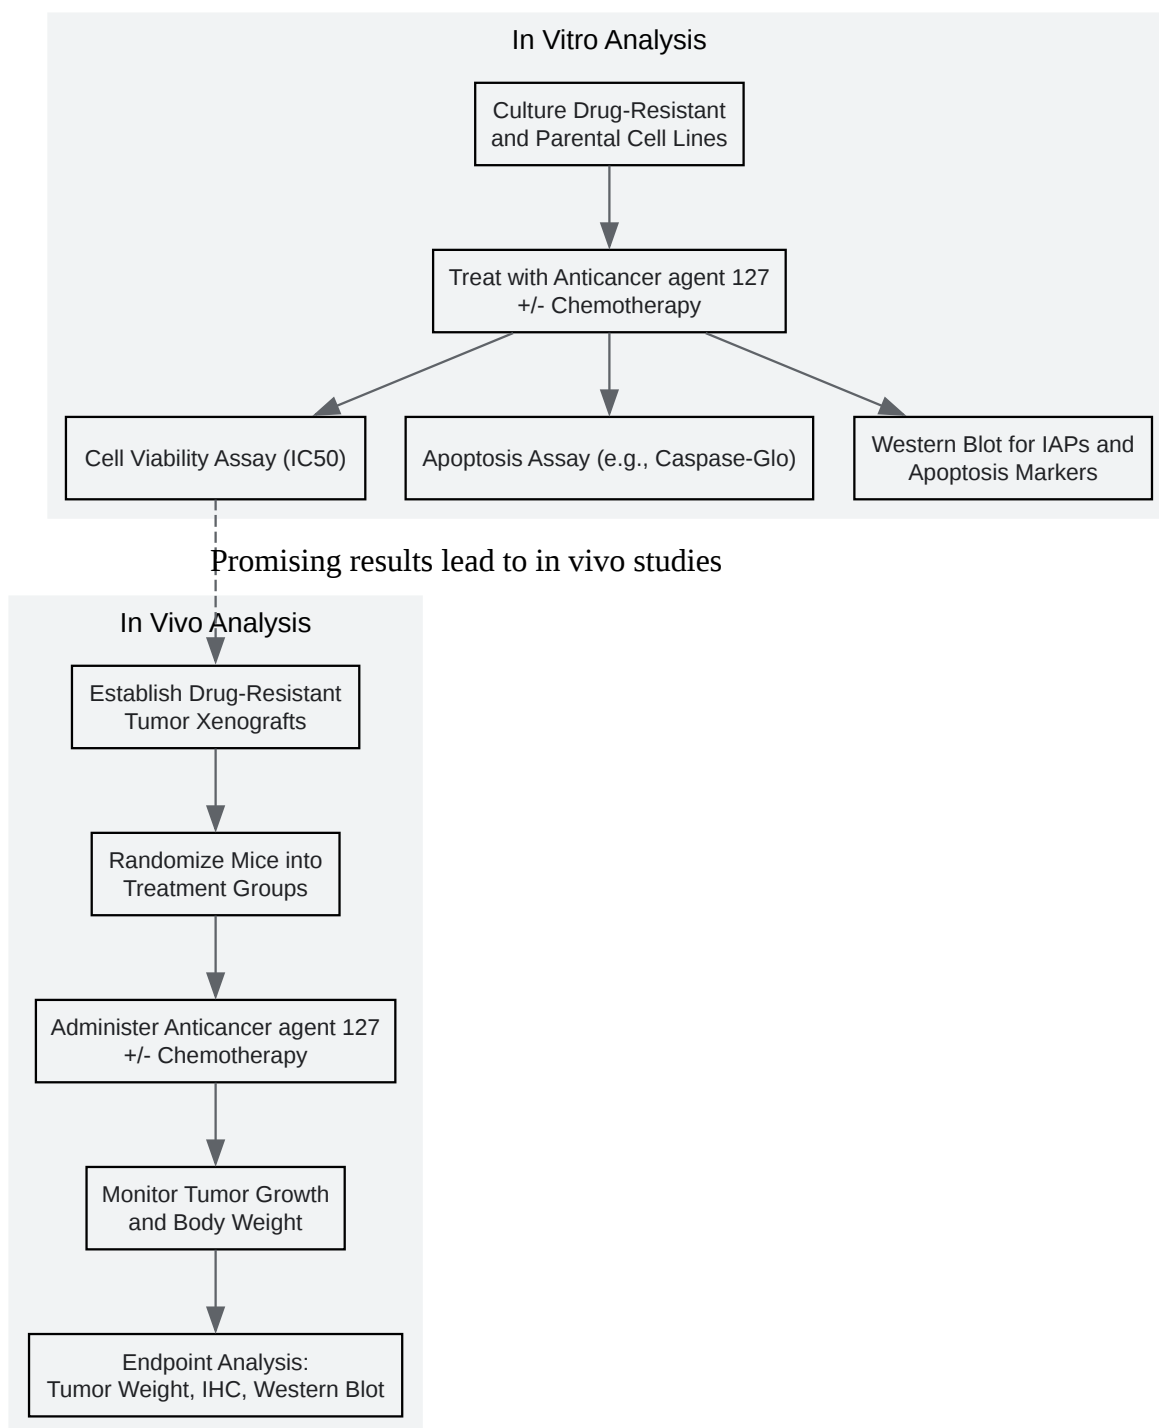 In Vitro Analysis
Culture Drug-Resistant
and Parental Cell Lines
Treat with Anticancer agent 127
+/- Chemotherapy
Cell Viability Assay (IC50)
Apoptosis Assay (e.g., Caspase-Glo)
Western Blot for IAPs and
Apoptosis Markers
Promising results lead to in vivo studies
In Vivo Analysis
Establish Drug-Resistant
Tumor Xenografts
Randomize Mice into
Treatment Groups
Administer Anticancer agent 127
+/- Chemotherapy
Monitor Tumor Growth
and Body Weight
Endpoint Analysis:
Tumor Weight, IHC, Western Blot